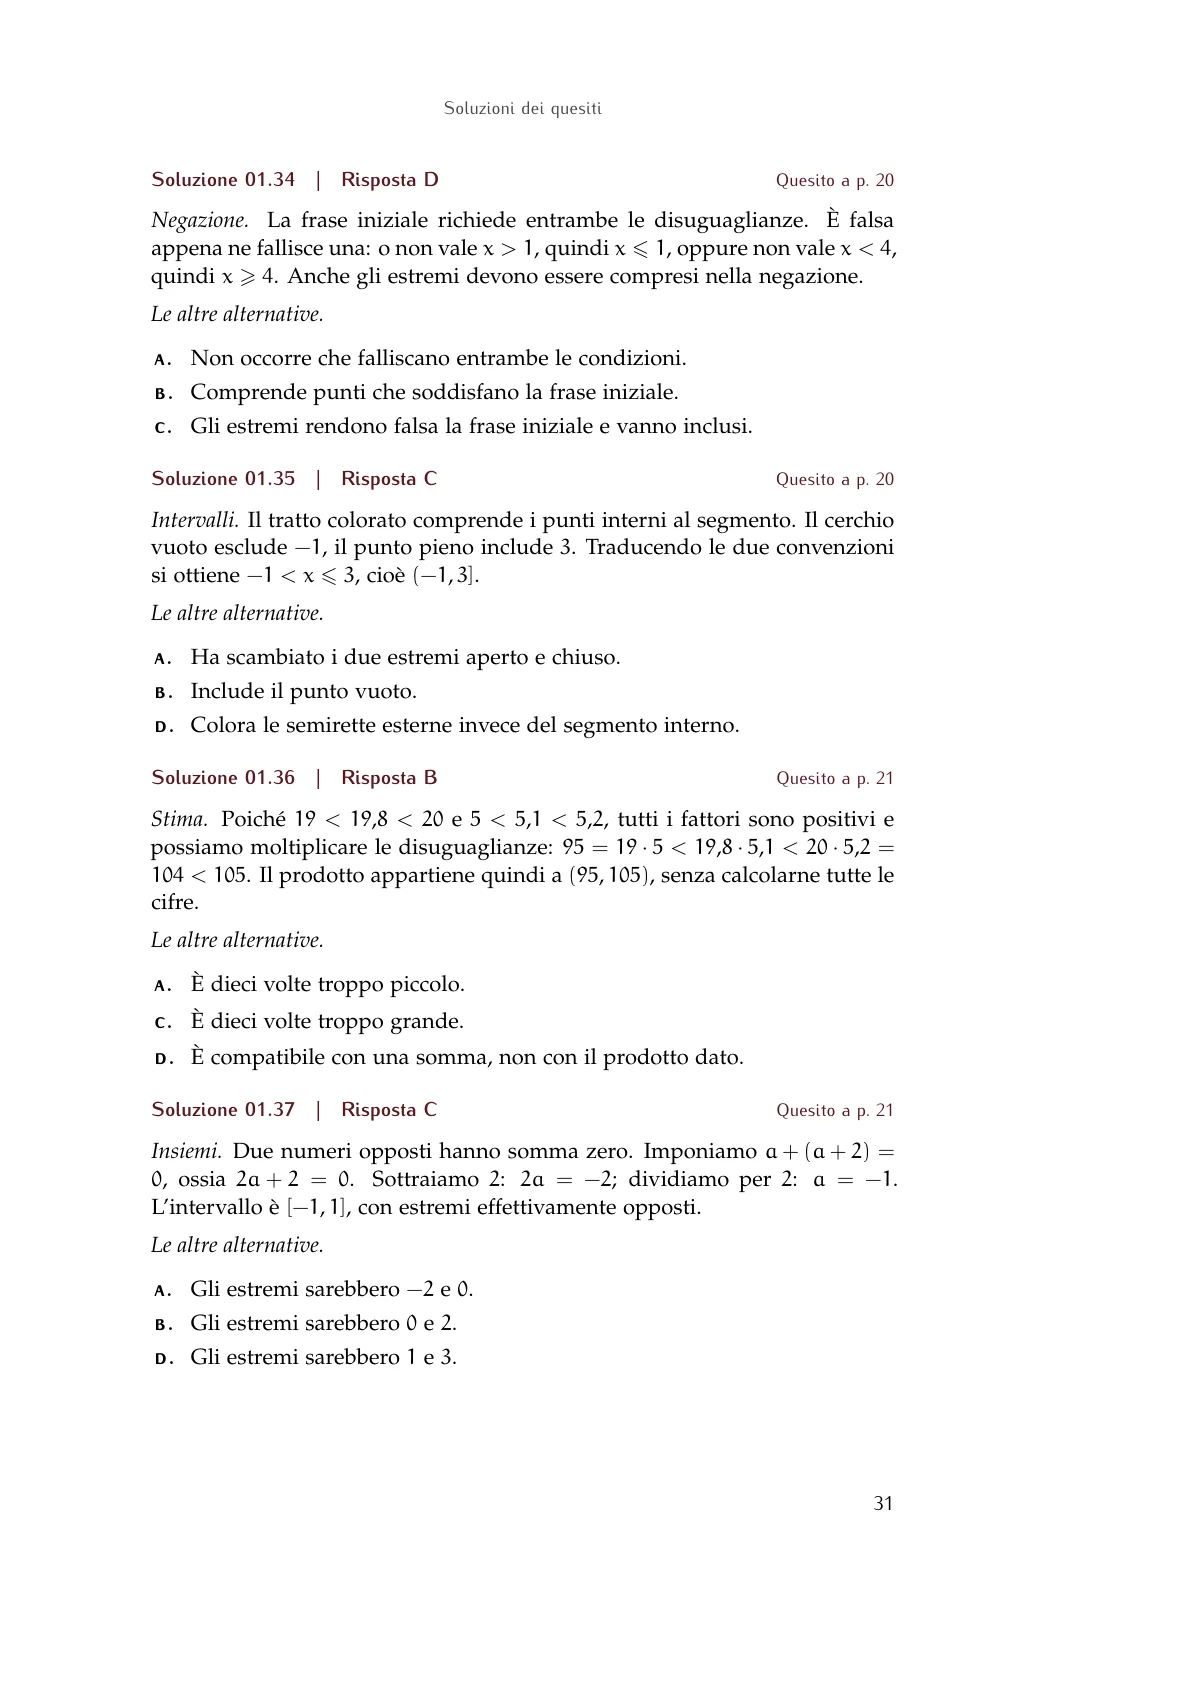 Soluzioni dei quesiti
Soluzione 01.34 | Risposta D Quesito a p. 20
Negazione. La frase iniziale richiede entrambe le disuguaglianze. È falsa
appena ne fallisce una: o non vale x > 1, quindi x ⩽ 1, oppure non vale x < 4,
quindi x ⩾ 4. Anche gli estremi devono essere compresi nella negazione.
Le altre alternative.
A. Non occorre che falliscano entrambe le condizioni.
B. Comprende punti che soddisfano la frase iniziale.
C. Gli estremi rendono falsa la frase iniziale e vanno inclusi.
Soluzione 01.35 | Risposta C Quesito a p. 20
Intervalli. Il tratto colorato comprende i punti interni al segmento. Il cerchio
vuoto esclude −1, il punto pieno include 3. Traducendo le due convenzioni
si ottiene −1 < x ⩽ 3, cioè (−1, 3].
Le altre alternative.
A. Ha scambiato i due estremi aperto e chiuso.
B. Include il punto vuoto.
D. Colora le semirette esterne invece del segmento interno.
Soluzione 01.36 | Risposta B Quesito a p. 21
Stima. Poiché 19 < 19,8 < 20 e 5 < 5,1 < 5,2, tutti i fattori sono positivi e
possiamo moltiplicare le disuguaglianze: 95 = 19 · 5 < 19,8 · 5,1 < 20 · 5,2 =
104 < 105. Il prodotto appartiene quindi a (95, 105), senza calcolarne tutte le
cifre.
Le altre alternative.
A. È dieci volte troppo piccolo.
C. È dieci volte troppo grande.
D. È compatibile con una somma, non con il prodotto dato.
Soluzione 01.37 | Risposta C Quesito a p. 21
Insiemi. Due numeri opposti hanno somma zero. Imponiamo a + (a + 2) =
0, ossia 2a + 2 = 0. Sottraiamo 2: 2a = −2; dividiamo per 2: a = −1.
L'intervallo è [−1, 1], con estremi effettivamente opposti.
Le altre alternative.
A. Gli estremi sarebbero −2 e 0.
B. Gli estremi sarebbero 0 e 2.
D. Gli estremi sarebbero 1 e 3.
31